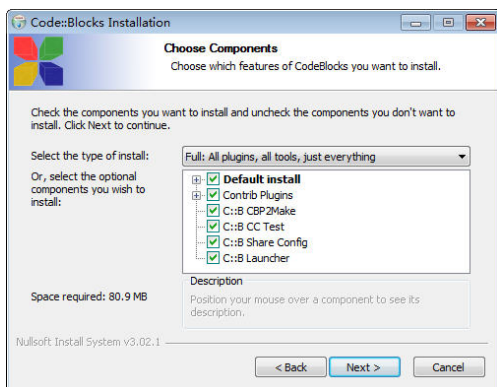 Code::Blocks Installation
Choose Components
Choose which features of CodeBlocks you want to install.
Check the components you want to install and uncheck the components you don't want to
install. Click Next to continue.
Select the type of install:
Full: All plugins, all tools, just everything
Or, select the optional
components you wish to
install:
Default install
Contrib Plugins
C::B CBP2Make
C::B CC Test
C::B Share Config
C::B Launcher
Space required: 80.9 MB
Description
Position your mouse over a component to see its
description.
Nullsoft Install System v3.02.1
< Back
Next >
Cancel